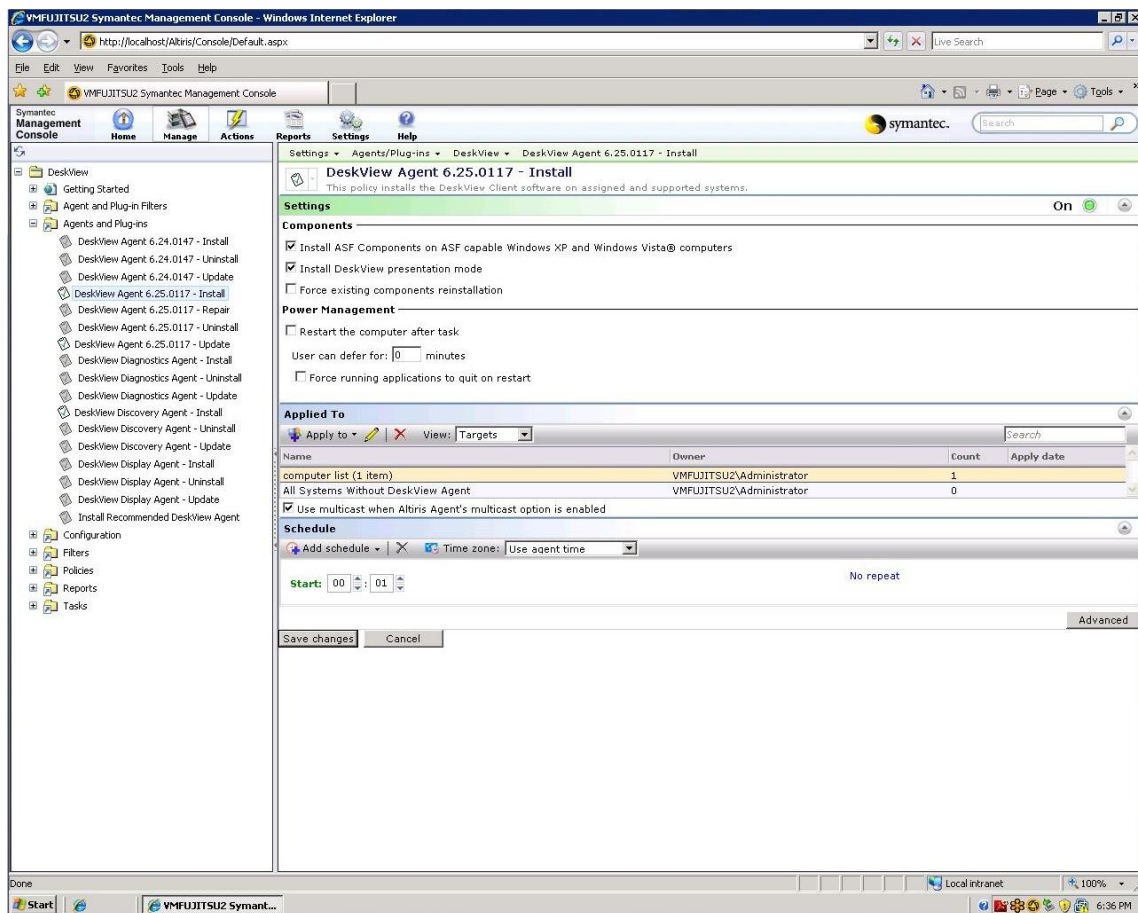 VMFUJITSU2 Symantec Management Console - Windows Internet Explorer
http://localhost/Altiris/Console/Default.aspx
Live Search
File Edit View Favorites Tools Help
VMFUJITSU2 Symantec Management Console
Page Tools
Symantec Management Console
Home Manage Actions Reports Settings Help
symantec.
Search
DeskView
Getting Started
Agent and Plug-in Filters
Agents and Plug-ins
DeskView Agent 6.24.0147 - Install
DeskView Agent 6.24.0147 - Uninstall
DeskView Agent 6.24.0147 - Update
DeskView Agent 6.25.0117 - Install
DeskView Agent 6.25.0117 - Repair
DeskView Agent 6.25.0117 - Uninstall
DeskView Agent 6.25.0117 - Update
DeskView Diagnostics Agent - Install
DeskView Diagnostics Agent - Uninstall
DeskView Diagnostics Agent - Update
DeskView Discovery Agent - Install
DeskView Discovery Agent - Uninstall
DeskView Discovery Agent - Update
DeskView Display Agent - Install
DeskView Display Agent - Uninstall
DeskView Display Agent - Update
Install Recommended DeskView Agent
Configuration
Filters
Policies
Reports
Tasks
Settings Agents/Plug-ins DeskView DeskView Agent 6.25.0117 - Install
DeskView Agent 6.25.0117 - Install
This policy installs the DeskView Client software on assigned and supported systems.
Settings On
Components
Install ASF Components on ASF capable Windows XP and Windows Vista® computers
Install DeskView presentation mode
Force existing components reinstallation
Power Management
Restart the computer after task
User can defer for: 0 minutes
Force running applications to quit on restart
Applied To
Apply to View: Targets Search
Name Owner Count Apply date
computer list (1 item) VMFUJITSU2\Administrator 1
All Systems Without DeskView Agent VMFUJITSU2\Administrator 0
Use multicast when Altiris Agent's multicast option is enabled
Schedule
Add schedule Time zone: Use agent time
Start: 00 : 01 No repeat
Advanced
Save changes Cancel
Done Local intranet 100%
Start VMFUJITSU2 Symant... 6:36 PM